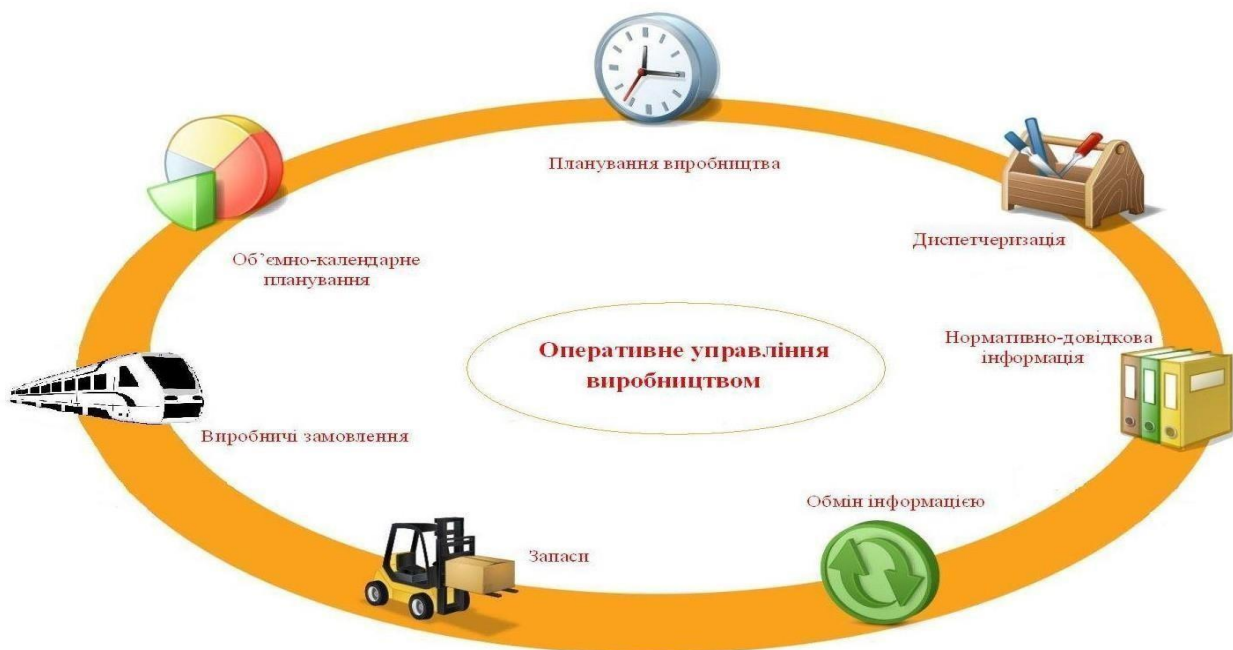 Планування виробництва
Диспетчеризація
Об’ємно-календарне
планування
Нормативно-довідкова
інформація
Оперативне управління
виробництвом
Виробничі замовлення
Обмін інформацією
Запаси